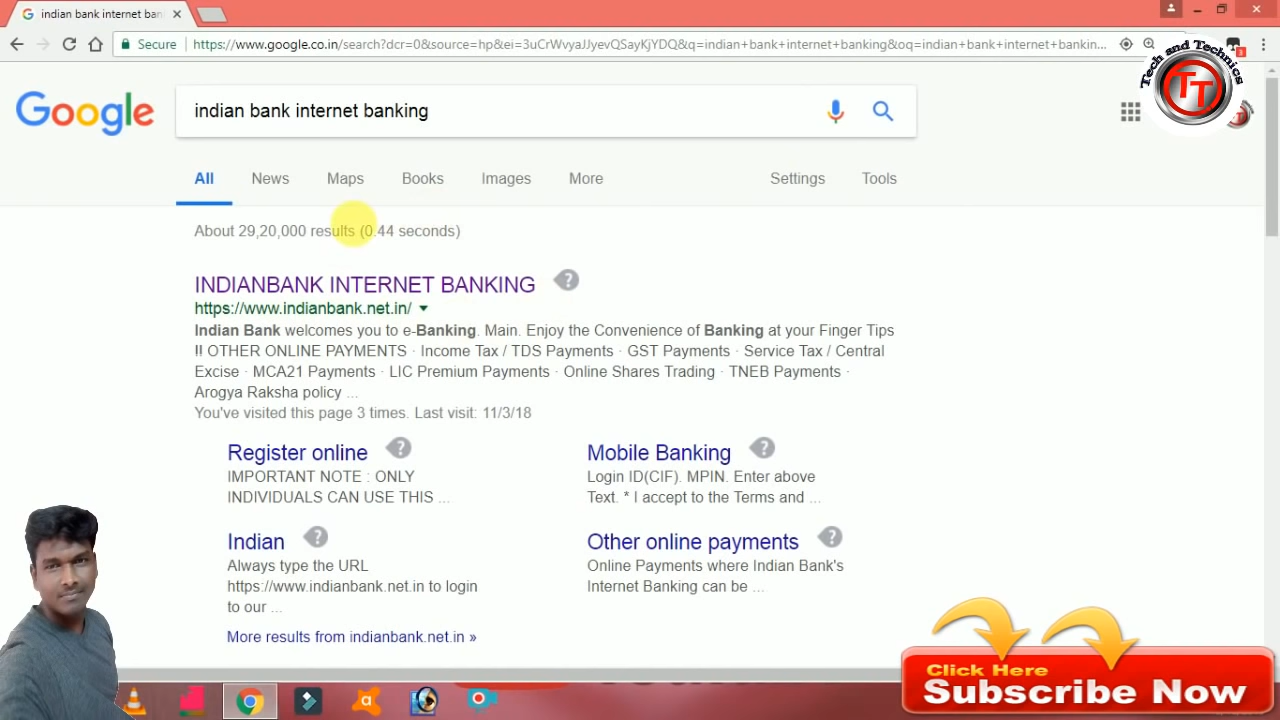 indian bank internet ban
Secure https://www.google.co.in/search?dcr=0&source=hp&ei=3uCrWvyaJJyevQSayKjYDQ&q=indian+bank+internet+banking&oq=indian+bank+internet+bankin...
3
Tech and Technics
TT
Google
indian bank internet banking
All News Maps Books Images More Settings Tools
About 29,20,000 results (0.44 seconds)
INDIANBANK INTERNET BANKING
https://www.indianbank.net.in/
Indian Bank welcomes you to e-Banking. Main. Enjoy the Convenience of Banking at your Finger Tips
!! OTHER ONLINE PAYMENTS · Income Tax / TDS Payments · GST Payments · Service Tax / Central
Excise · MCA21 Payments · LIC Premium Payments · Online Shares Trading · TNEB Payments ·
Arogya Raksha policy ...
You've visited this page 3 times. Last visit: 11/3/18
Register online
IMPORTANT NOTE : ONLY
INDIVIDUALS CAN USE THIS ...
Mobile Banking
Login ID(CIF). MPIN. Enter above
Text. * I accept to the Terms and ...
Indian
Always type the URL
https://www.indianbank.net.in to login
to our ...
Other online payments
Online Payments where Indian Bank's
Internet Banking can be ...
More results from indianbank.net.in »
Click Here
Subscribe Now